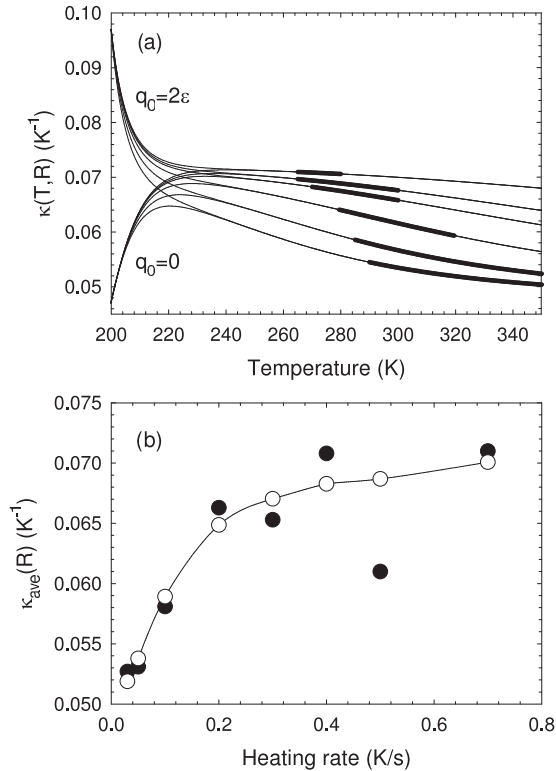 (a)
0.10
0.09
0.08
0.07
0.06
0.05
κ(T,R) (K⁻¹)
q₀=2ε
q₀=0
200 220 240 260 280 300 320 340
Temperature (K)
(b)
0.075
0.070
0.065
0.060
0.055
0.050
κave(R) (K⁻¹)
0.0 0.2 0.4 0.6 0.8
Heating rate (K/s)